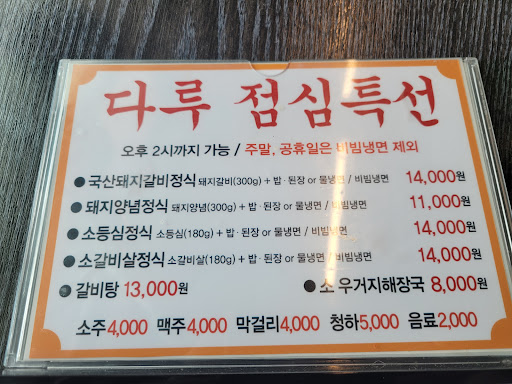 다루 점심특선
오후 2시까지 가능 / 주말, 공휴일은 비빔냉면 제외
● 국산돼지갈비정식 돼지갈비(300g) + 밥 · 된장 or 물냉면 / 비빔냉면 14,000원
● 돼지양념정식 돼지양념(300g) + 밥 · 된장 or 물냉면 / 비빔냉면 11,000원
● 소등심정식 소등심(180g) + 밥 · 된장 or 물냉면 / 비빔냉면 14,000원
● 소갈비살정식 소갈비살(180g) + 밥 · 된장 or 물냉면 / 비빔냉면 14,000원
● 갈비탕 13,000원 ● 소 우거지해장국 8,000원
소주4,000 맥주4,000 막걸리4,000 청하5,000 음료2,000